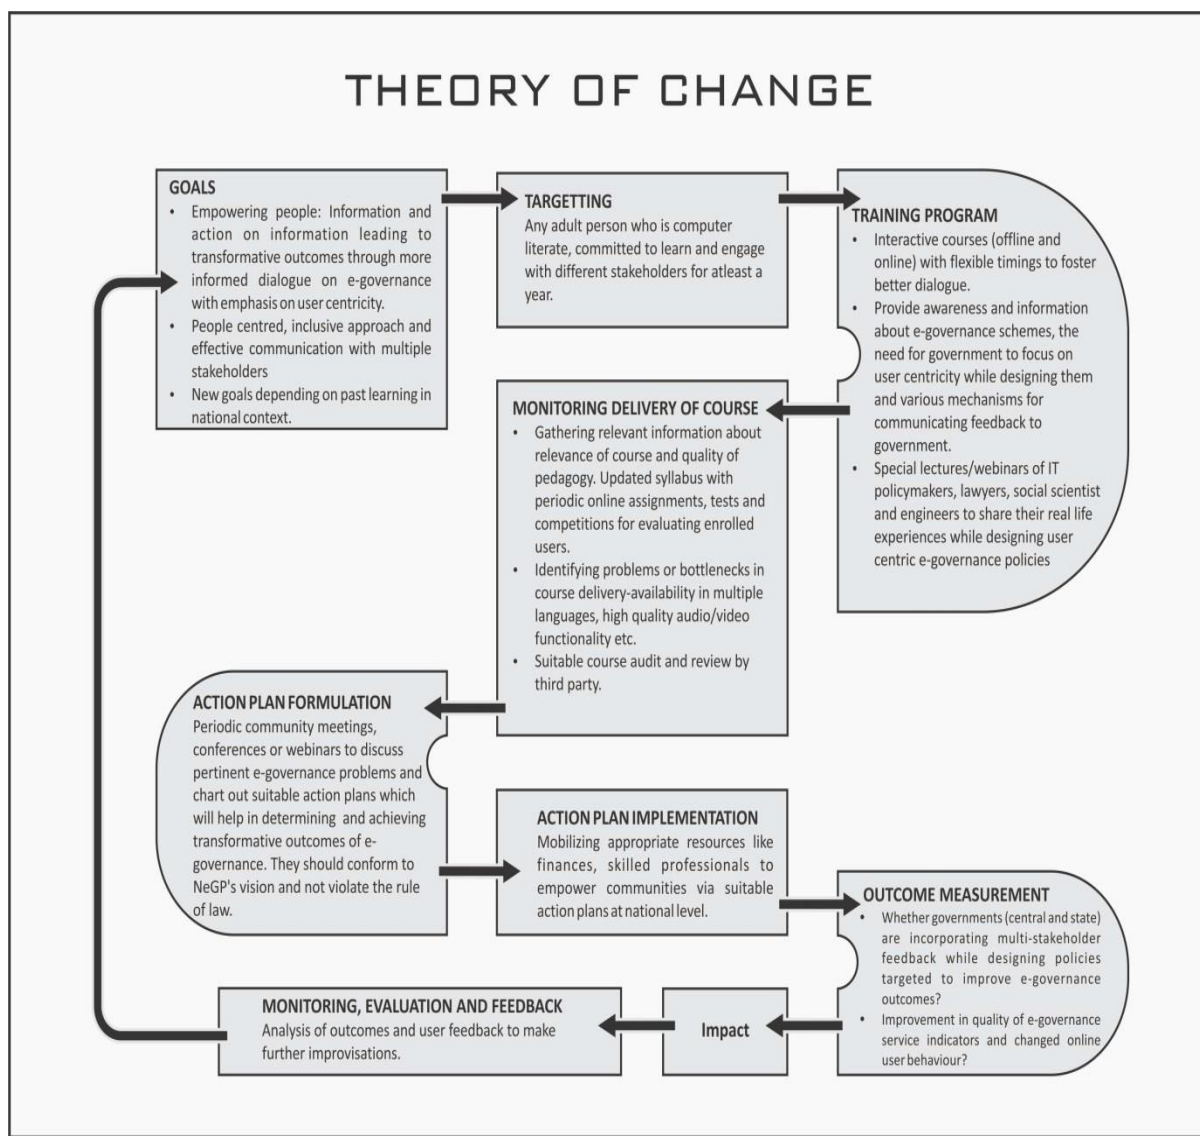 THEORY OF CHANGE
GOALS
• Empowering people: Information and
action on information leading to
transformative outcomes through more
informed dialogue on e-governance
with emphasis on user centricity.
• People centred, inclusive approach and
effective communication with multiple
stakeholders
• New goals depending on past learning in
national context.
TARGETTING
Any adult person who is computer
literate, committed to learn and engage
with different stakeholders for atleast a
year.
TRAINING PROGRAM
• Interactive courses (offline and
online) with flexible timings to foster
better dialogue.
• Provide awareness and information
about e-governance schemes, the
need for government to focus on
user centricity while designing them
and various mechanisms for
communicating feedback to
government.
• Special lectures/webinars of IT
policymakers, lawyers, social scientist
and engineers to share their real life
experiences while designing user
centric e-governance policies
MONITORING DELIVERY OF COURSE
• Gathering relevant information about
relevance of course and quality of
pedagogy. Updated syllabus with
periodic online assignments, tests and
competitions for evaluating enrolled
users.
• Identifying problems or bottlenecks in
course delivery-availability in multiple
languages, high quality audio/video
functionality etc.
• Suitable course audit and review by
third party.
ACTION PLAN FORMULATION
Periodic community meetings,
conferences or webinars to discuss
pertinent e-governance problems and
chart out suitable action plans which
will help in determining and achieving
transformative outcomes of e-
governance. They should conform to
NeGP's vision and not violate the rule
of law.
ACTION PLAN IMPLEMENTATION
Mobilizing appropriate resources like
finances, skilled professionals to
empower communities via suitable
action plans at national level.
OUTCOME MEASUREMENT
• Whether governments (central and state)
are incorporating multi-stakeholder
feedback while designing policies
targeted to improve e-governance
outcomes?
• Improvement in quality of e-governance
service indicators and changed online
user behaviour?
Impact
MONITORING, EVALUATION AND FEEDBACK
Analysis of outcomes and user feedback to make
further improvisations.